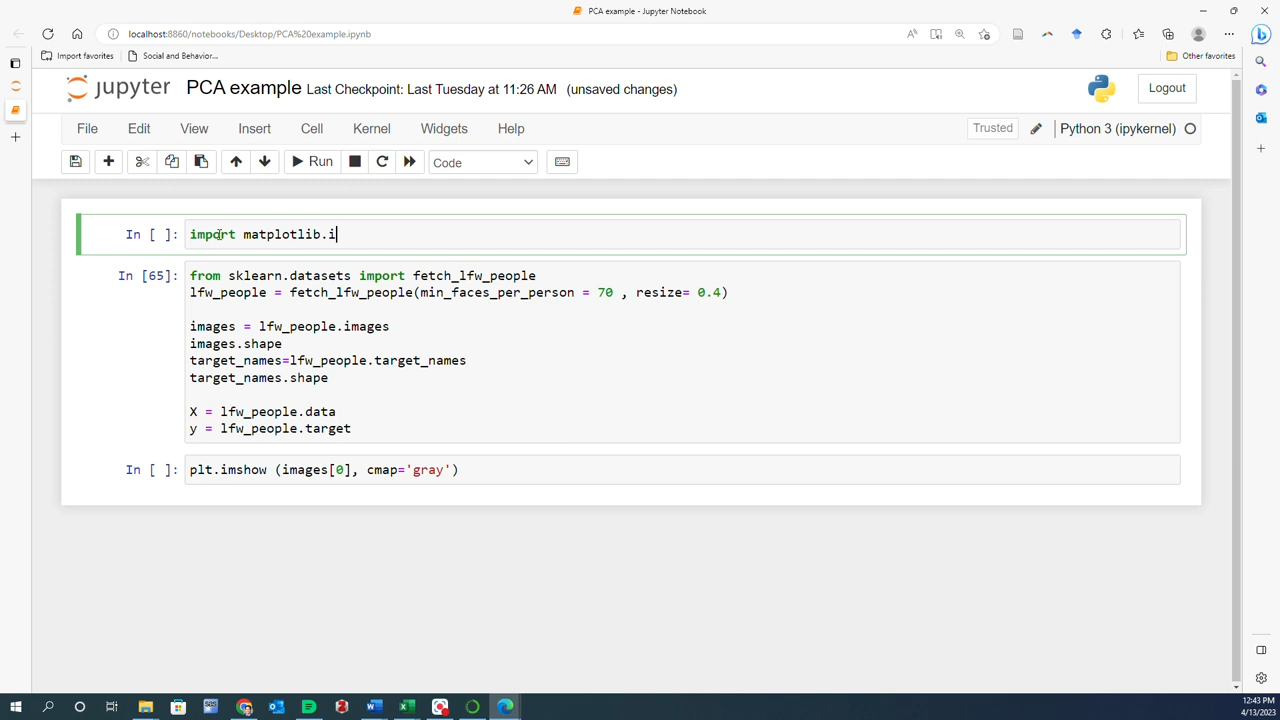 PCA example - Jupyter Notebook
localhost:8860/notebooks/Desktop/PCA%20example.ipynb
Import favorites
Social and Behavior...
Other favorites
jupyter PCA example Last Checkpoint: Last Tuesday at 11:26 AM (unsaved changes)
Logout
File Edit View Insert Cell Kernel Widgets Help
Trusted
Python 3 (ipykernel)
Run
Code
In [ ]: import matplotlib.i
In [65]: from sklearn.datasets import fetch_lfw_people
lfw_people = fetch_lfw_people(min_faces_per_person = 70 , resize= 0.4)
images = lfw_people.images
images.shape
target_names=lfw_people.target_names
target_names.shape
X = lfw_people.data
y = lfw_people.target
In [ ]: plt.imshow (images[0], cmap='gray')
12:43 PM
4/13/2023